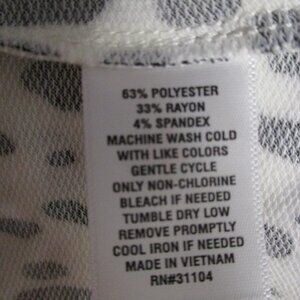 63% POLYESTER
33% RAYON
4% SPANDEX
MACHINE WASH COLD
WITH LIKE COLORS
GENTLE CYCLE
ONLY NON-CHLORINE
BLEACH IF NEEDED
TUMBLE DRY LOW
REMOVE PROMPTLY
COOL IRON IF NEEDED
MADE IN VIETNAM
RN#31104